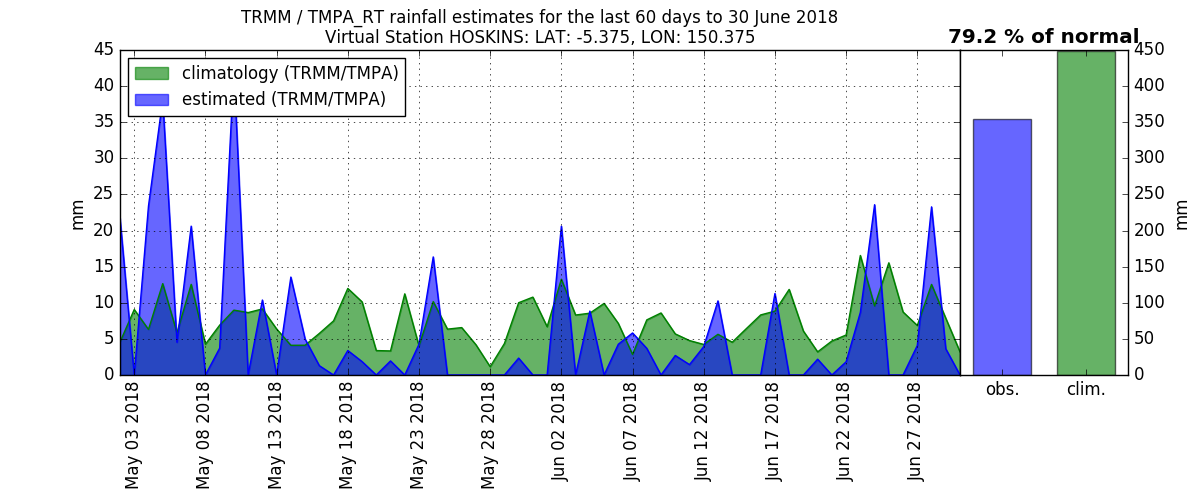 TRMM / TMPA_RT rainfall estimates for the last 60 days to 30 June 2018
Virtual Station HOSKINS: LAT: -5.375, LON: 150.375
79.2 % of normal
climatology (TRMM/TMPA)
estimated (TRMM/TMPA)
mm
45
40
35
30
25
20
15
10
5
0
May 03 2018
May 08 2018
May 13 2018
May 18 2018
May 23 2018
May 28 2018
Jun 02 2018
Jun 07 2018
Jun 12 2018
Jun 17 2018
Jun 22 2018
Jun 27 2018
obs.
clim.
450
400
350
300
250
200
150
100
50
0
mm